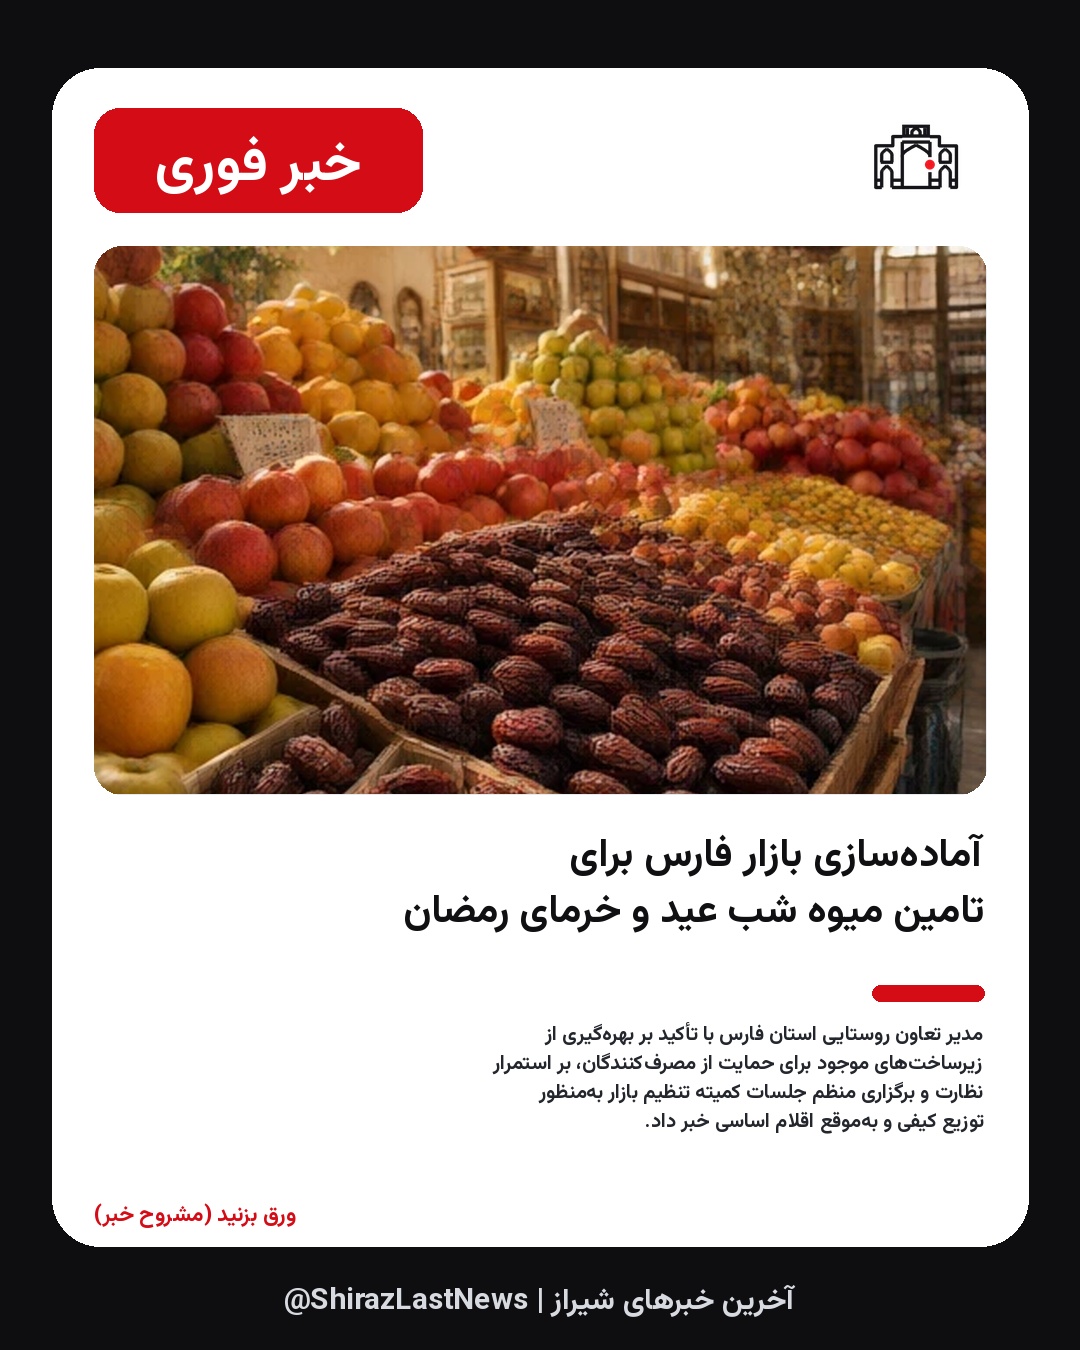 خبر فوری
آماده‌سازی بازار فارس برای
تامین میوه شب عید و خرمای رمضان
مدیر تعاون روستایی استان فارس با تأکید بر بهره‌گیری از
زیرساخت‌های موجود برای حمایت از مصرف‌کنندگان، بر استمرار
نظارت و برگزاری منظم جلسات کمیته تنظیم بازار به‌منظور
توزیع کیفی و به‌موقع اقلام اساسی خبر داد.
ورق بزنید (مشروح خبر)
آخرین خبرهای شیراز | @ShirazLastNews